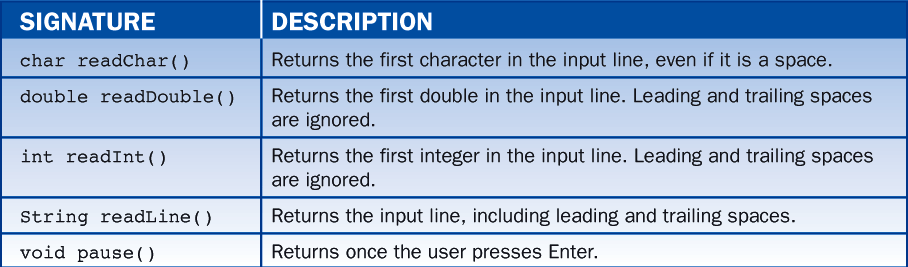 SIGNATURE DESCRIPTION
char readChar() Returns the first character in the input line, even if it is a space.
double readDouble() Returns the first double in the input line. Leading and trailing spaces
are ignored.
int readInt() Returns the first integer in the input line. Leading and trailing spaces
are ignored.
String readLine() Returns the input line, including leading and trailing spaces.
void pause() Returns once the user presses Enter.